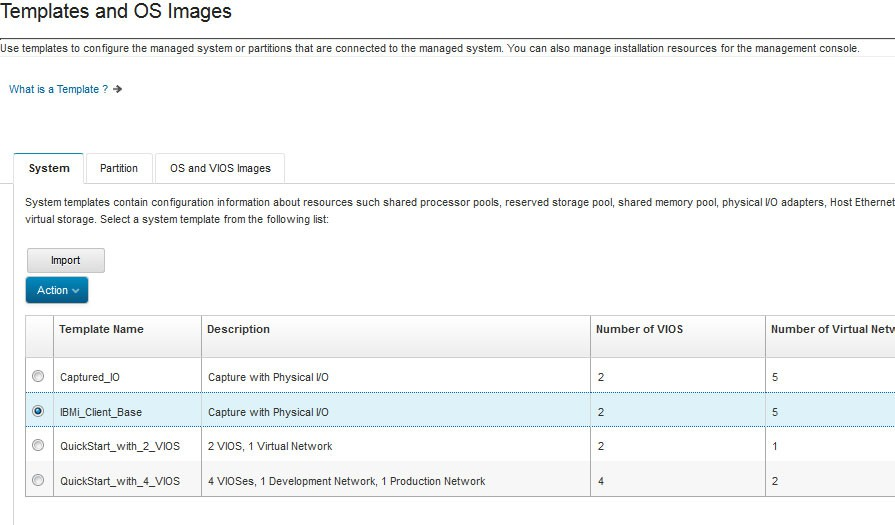 Templates and OS Images
Use templates to configure the managed system or partitions that are connected to the managed system. You can also manage installation resources for the management console.
What is a Template ?
System Partition OS and VIOS Images
System templates contain configuration information about resources such shared processor pools, reserved storage pool, shared memory pool, physical I/O adapters, Host Ethernet
virtual storage. Select a system template from the following list:
Import
Action
Template Name Description Number of VIOS Number of Virtual Netw
Captured_IO Capture with Physical I/O 2 5
IBMi_Client_Base Capture with Physical I/O 2 5
QuickStart_with_2_VIOS 2 VIOS, 1 Virtual Network 2 1
QuickStart_with_4_VIOS 4 VIOSes, 1 Development Network, 1 Production Network 4 2